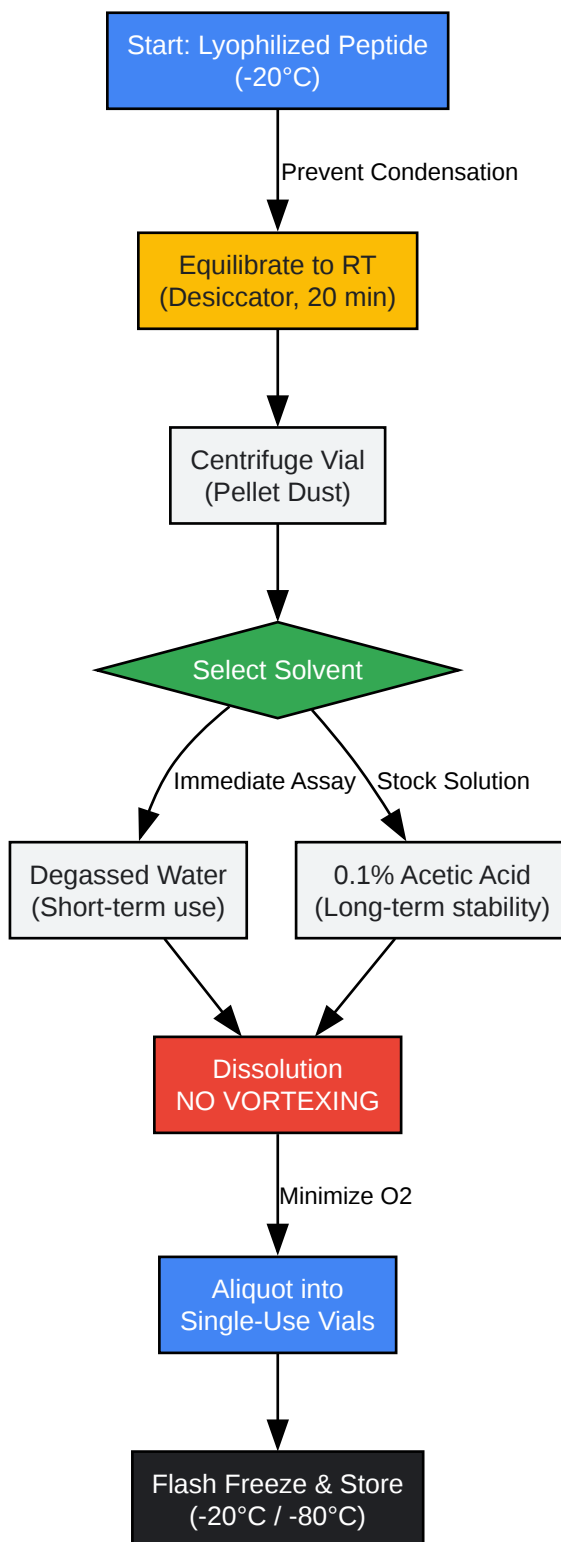 Start: Lyophilized Peptide
(-20°C)
Prevent Condensation
Equilibrate to RT
(Desiccator, 20 min)
Centrifuge Vial
(Pellet Dust)
Select Solvent
Immediate Assay
Stock Solution
Degassed Water
(Short-term use)
0.1% Acetic Acid
(Long-term stability)
Dissolution
NO VORTEXING
Minimize O2
Aliquot into
Single-Use Vials
Flash Freeze & Store
(-20°C / -80°C)